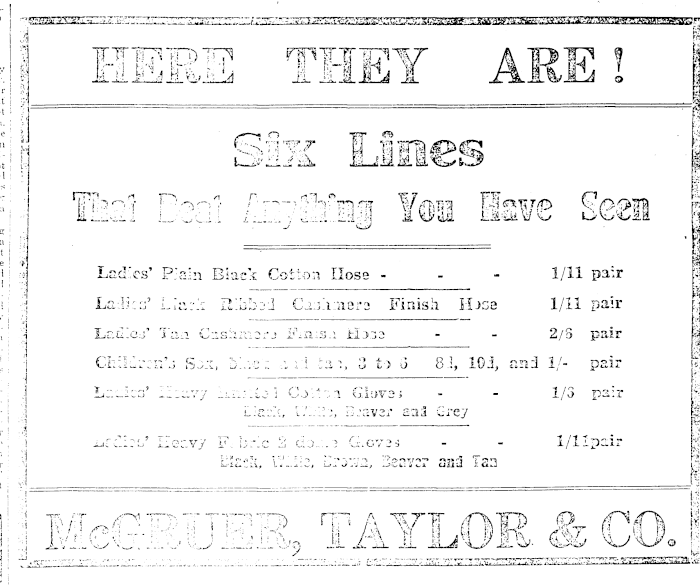 HERE THEY ARE!
Six Lines
That Beat Anything You Have Seen
Ladies' Plain Black Cotton Hose - - - 1/11 pair
Ladies' Black Ribbed Cashmere Finish Hose 1/11 pair
Ladies' Tan Cashmere Finish Hose - - 2/6 pair
Children's Sox, black and tan, 3 to 6 8d, 10d, and 1/- pair
Ladies' Heavy Cotton Gloves - - 1/6 pair
Black, White, Beaver and Grey
Ladies' Heavy Fabric 2 dome Gloves - - 1/11pair
Black, White, Brown, Beaver and Tan
McGRUER, TAYLOR & CO.